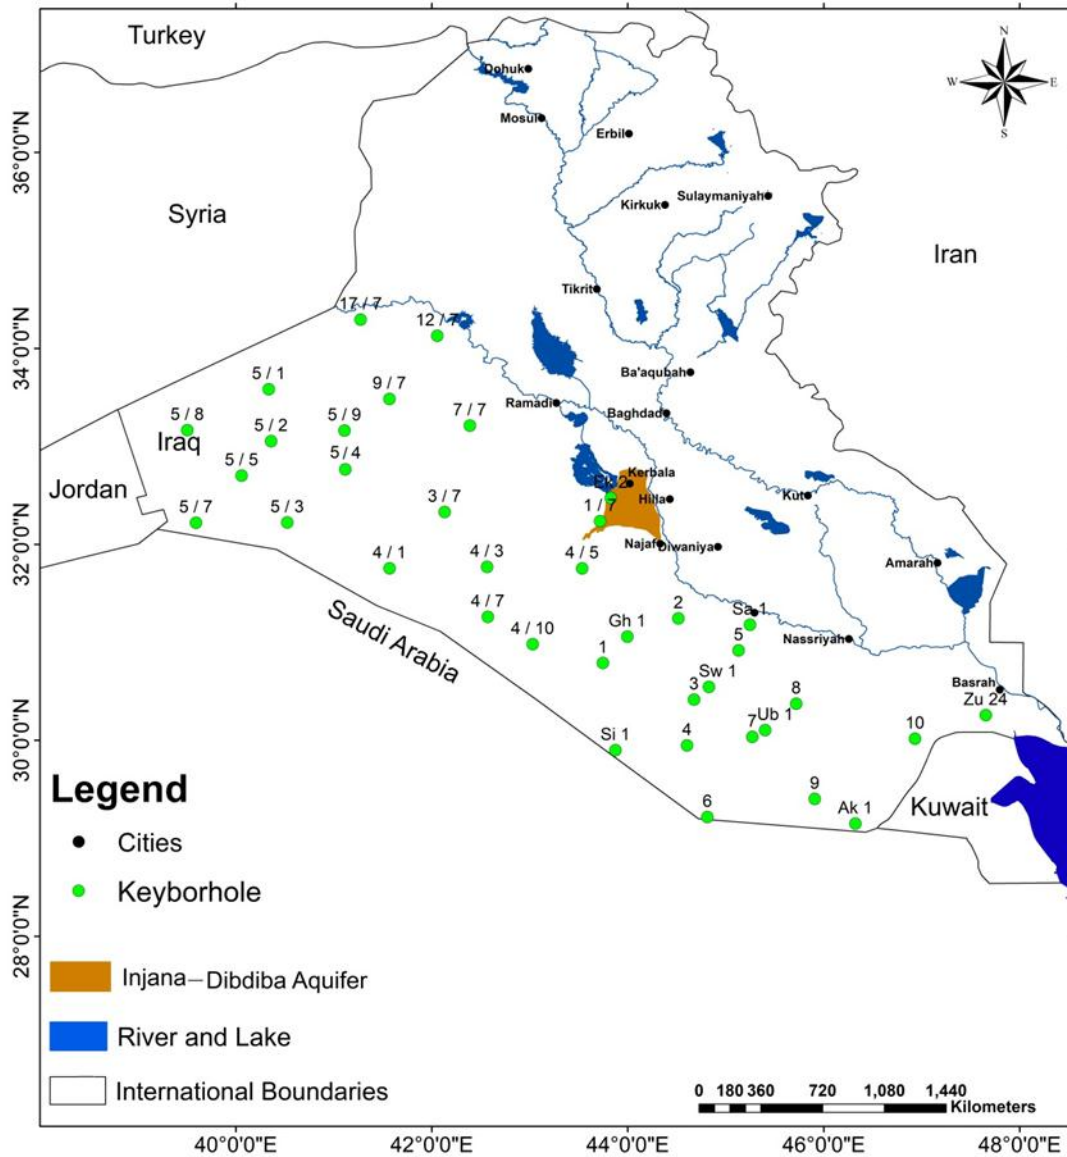 Turkey
N
W
E
S
Dohuk
Mosul
Erbil
36°0'0"N
Syria
Sulaymaniyah
Kirkuk
Iran
Tikrit
17 / 7
12 / 7
34°0'0"N
Ba'aqubah
5 / 1
9 / 7
Ramadi
Baghdad
5 / 8
5 / 9
7 / 7
5 / 2
Iraq
5 / 4
5 / 5
Kerbala
Jordan
Hilla
Kut
5 / 7
5 / 3
3 / 7
1 / 7
32°0'0"N
Najaf
Diwaniya
4 / 1
4 / 3
4 / 5
Amarah
4 / 7
2
Sa 1
Saudi Arabia
4 / 10
Gh 1
5
Nassriyah
1
Sw 1
3
8
Basrah
Zu 24
Ub 1
7
Si 1
4
10
30°0'0"N
Legend
6
9
Ak 1
Kuwait
Cities
Keyborhole
28°0'0"N
Injana–Dibdiba Aquifer
River and Lake
International Boundaries
0 180 360 720 1,080 1,440
Kilometers
40°0'0"E 42°0'0"E 44°0'0"E 46°0'0"E 48°0'0"E